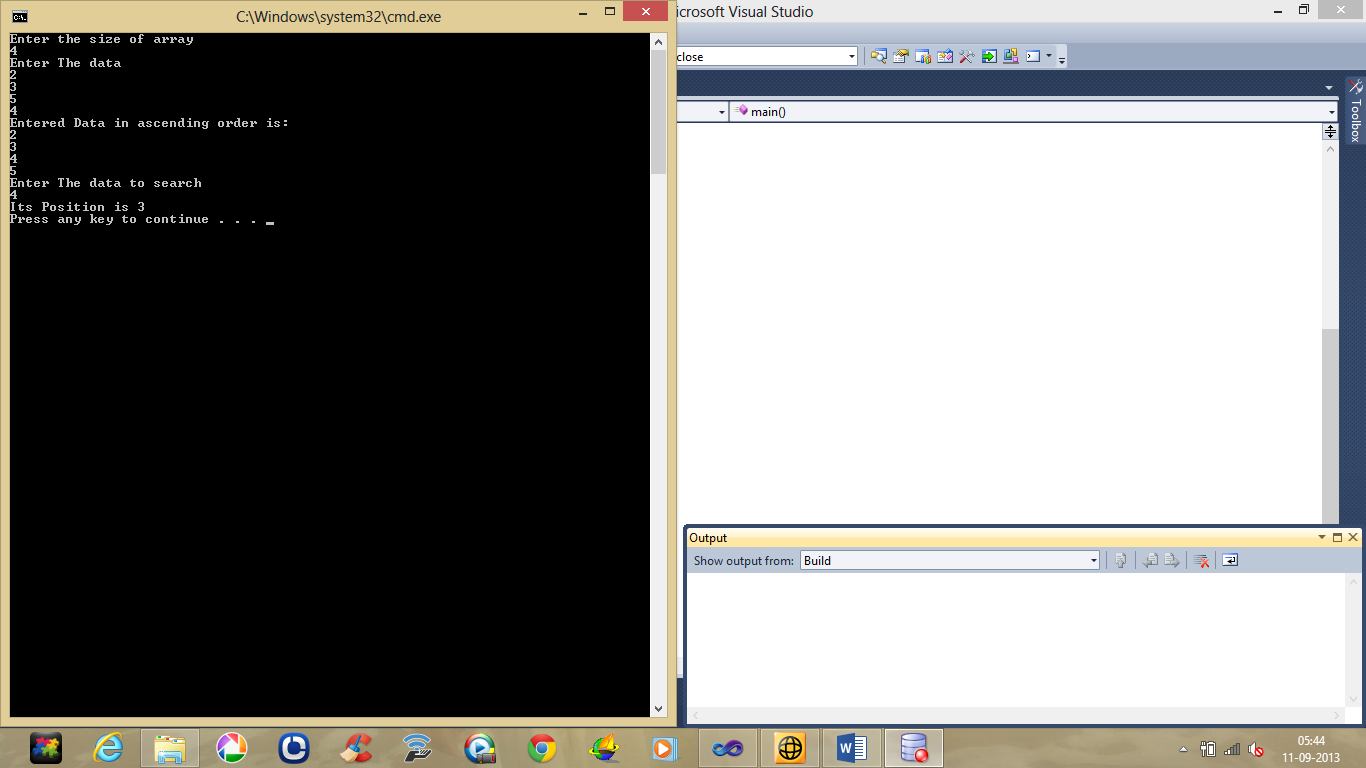 C:\Windows\system32\cmd.exe
Enter the size of array
4
Enter The data
2
3
5
4
Entered Data in ascending order is:
2
3
4
5
Enter The data to search
4
Its Position is 3
Press any key to continue . . .
icrosoft Visual Studio
close
main()
Toolbox
Output
Show output from: Build
05:44
11-09-2013